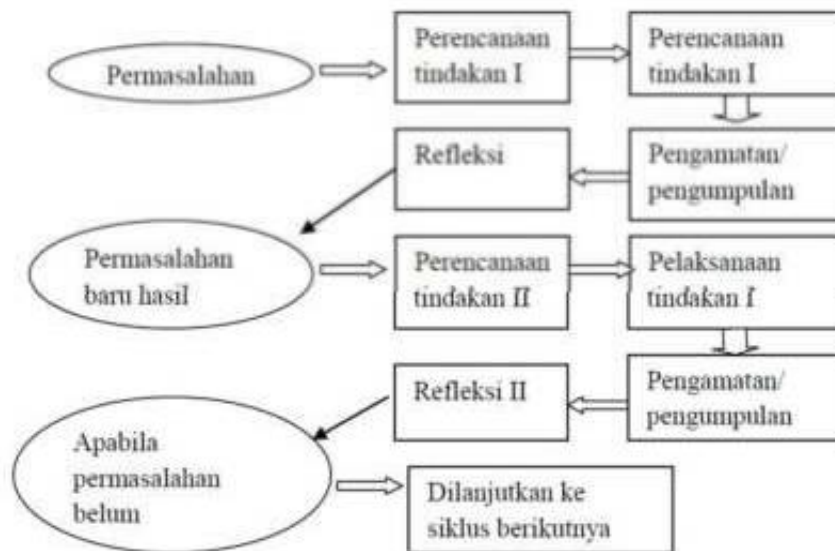 Permasalahan
Perencanaan
tindakan I
Perencanaan
tindakan I
Refleksi
Pengamatan/
pengumpulan
Permasalahan
baru hasil
Perencanaan
tindakan II
Pelaksanaan
tindakan I
Refleksi II
Pengamatan/
pengumpulan
Apabila
permasalahan
belum
Dilanjutkan ke
siklus berikutnya